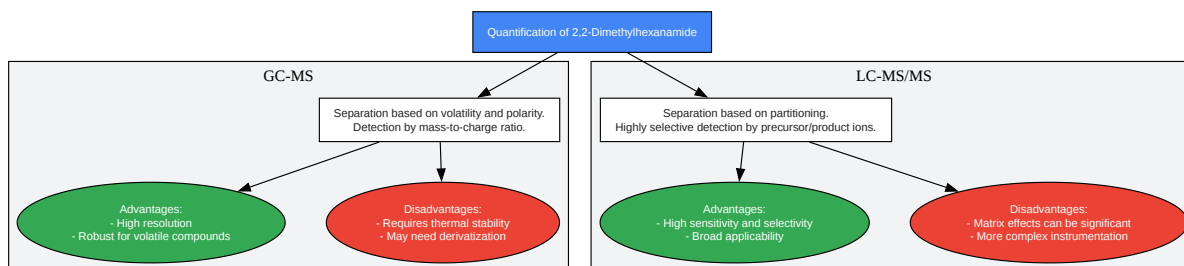 Quantification of 2,2-Dimethylhexanamide
GC-MS
Separation based on volatility and polarity.
Detection by mass-to-charge ratio.
Advantages:
- High resolution
- Robust for volatile compounds
Disadvantages:
- Requires thermal stability
- May need derivatization
LC-MS/MS
Separation based on partitioning.
Highly selective detection by precursor/product ions.
Advantages:
- High sensitivity and selectivity
- Broad applicability
Disadvantages:
- Matrix effects can be significant
- More complex instrumentation